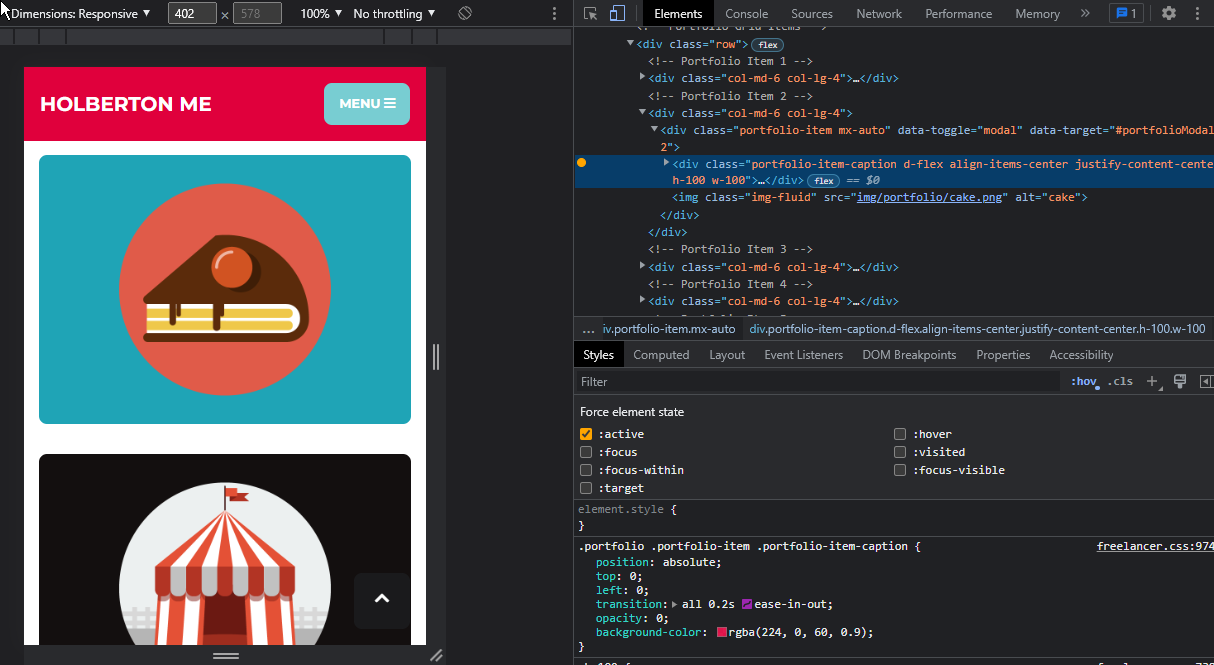 Dimensions: Responsive ▼ 402 × 578 100% ▼ No throttling ▼
Elements Console Sources Network Performance Memory » 1
HOLBERTON ME
MENU
<!-- Portfolio Grid Items -->
<div class="row"> flex
<!-- Portfolio Item 1 -->
<div class="col-md-6 col-lg-4">…</div>
<!-- Portfolio Item 2 -->
<div class="col-md-6 col-lg-4">
<div class="portfolio-item mx-auto" data-toggle="modal" data-target="#portfolioModal
2">
<div class="portfolio-item-caption d-flex align-items-center justify-content-cente
h-100 w-100">…</div> flex == $0
<img class="img-fluid" src="img/portfolio/cake.png" alt="cake">
</div>
</div>
<!-- Portfolio Item 3 -->
<div class="col-md-6 col-lg-4">…</div>
<!-- Portfolio Item 4 -->
<div class="col-md-6 col-lg-4">…</div>
… iv.portfolio-item.mx-auto div.portfolio-item-caption.d-flex.align-items-center.justify-content-center.h-100.w-100
Styles Computed Layout Event Listeners DOM Breakpoints Properties Accessibility
Filter :hov .cls +
Force element state
:active :hover
:focus :visited
:focus-within :focus-visible
:target
element.style {
}
.portfolio .portfolio-item .portfolio-item-caption { freelancer.css:974
position: absolute;
top: 0;
left: 0;
transition: all 0.2s ease-in-out;
opacity: 0;
background-color: rgba(224, 0, 60, 0.9);
}